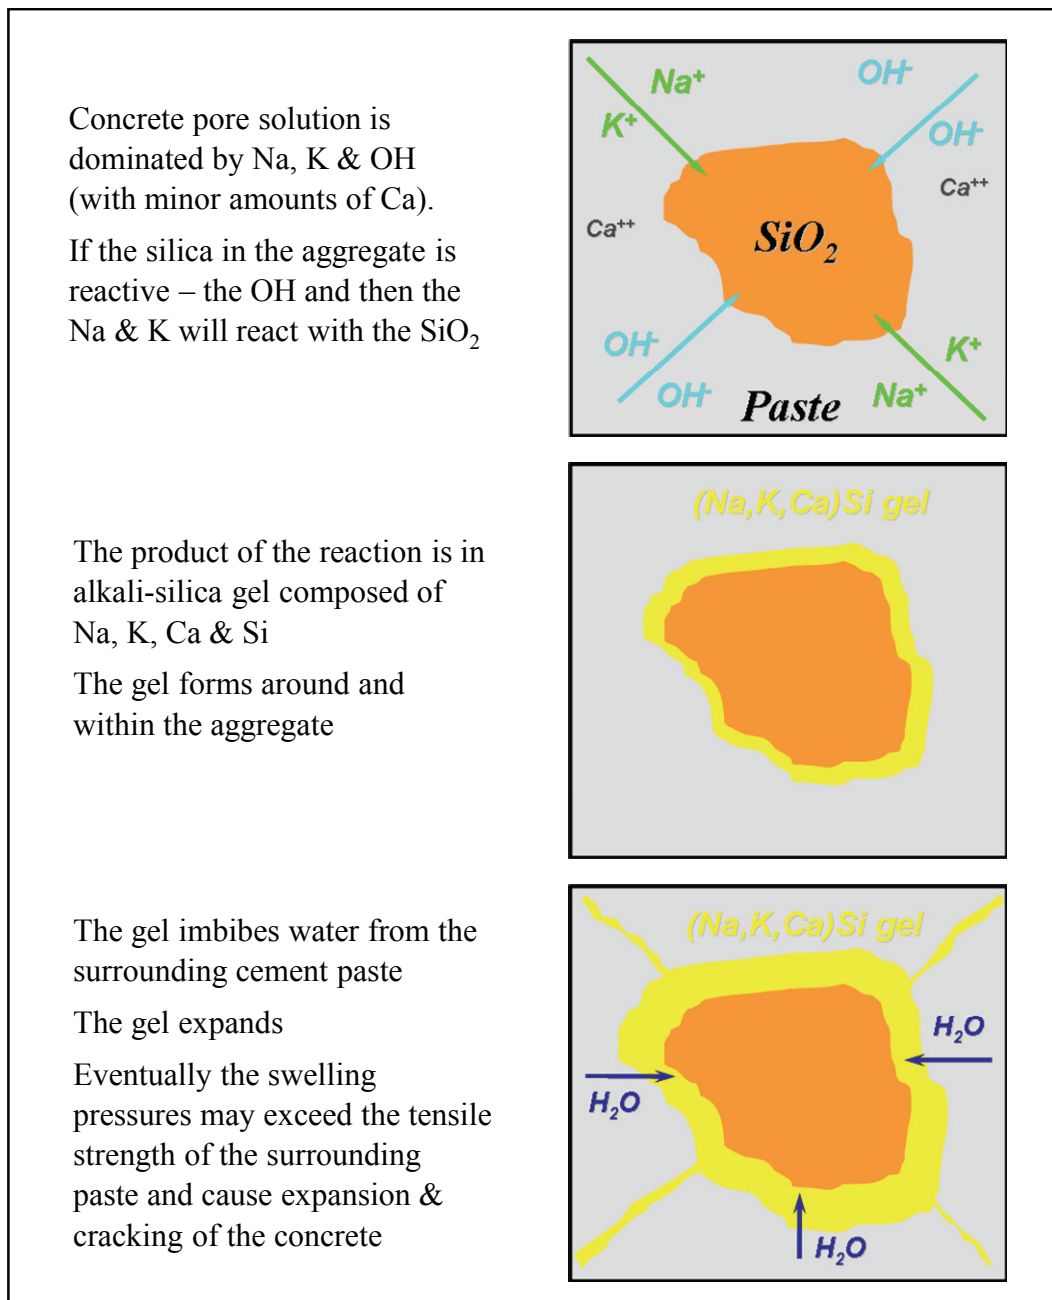 Concrete pore solution is
dominated by Na, K & OH
(with minor amounts of Ca).
If the silica in the aggregate is
reactive – the OH and then the
Na & K will react with the SiO₂
Na⁺
K⁺
OH⁻
OH⁻
Ca⁺⁺
Ca⁺⁺
SiO₂
OH⁻
OH⁻
K⁺
Na⁺
Paste
The product of the reaction is in
alkali-silica gel composed of
Na, K, Ca & Si
The gel forms around and
within the aggregate
(Na,K,Ca)Si gel
The gel imbibes water from the
surrounding cement paste
The gel expands
Eventually the swelling
pressures may exceed the tensile
strength of the surrounding
paste and cause expansion &
cracking of the concrete
(Na,K,Ca)Si gel
H₂O
H₂O
H₂O